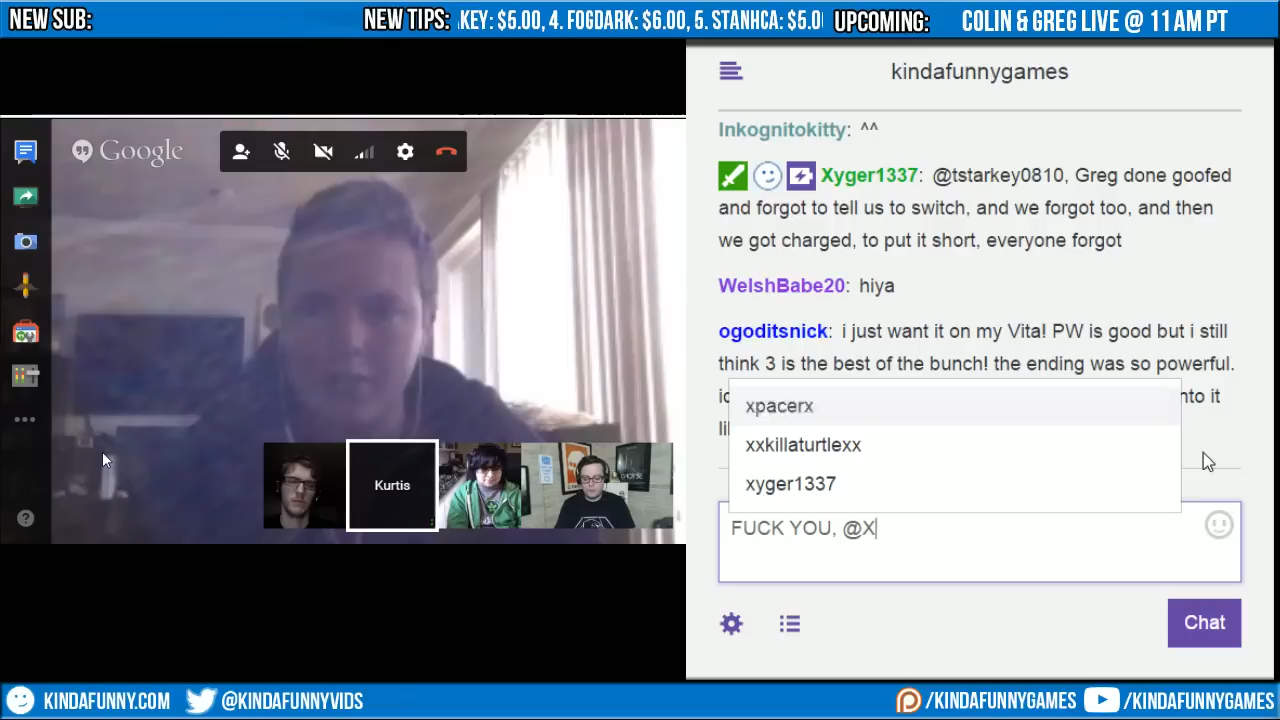 NEW SUB:
NEW TIPS: .KEY: $5.00, 4. FOGDARK: $6.00, 5. STANHCA: $5.0
UPCOMING: COLIN & GREG LIVE @ 11 AM PT
kindafunnygames
Google
Inkognitokitty: ^^
Xyger1337: @tstarkey0810, Greg done goofed
and forgot to tell us to switch, and we forgot too, and then
we got charged, to put it short, everyone forgot
WelshBabe20: hiya
ogoditsnick: i just want it on my Vita! PW is good but i still
think 3 is the best of the bunch! the ending was so powerful.
xpacerx
xxkillaturtlexx
xyger1337
Kurtis
FUCK YOU, @X
Chat
KINDAFUNNY.COM
@KINDAFUNNYVIDS
/KINDAFUNNYGAMES
/KINDAFUNNYGAMES